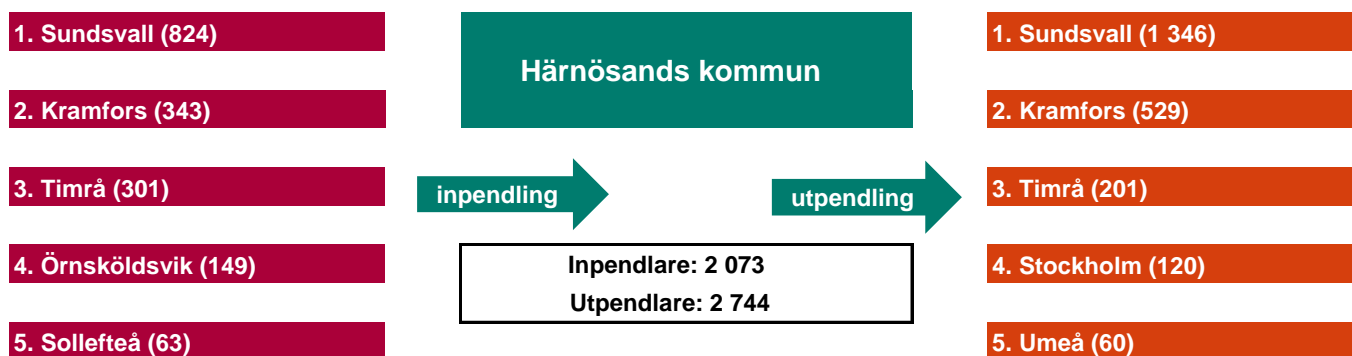 1. Sundsvall (824)
2. Kramfors (343)
3. Timrå (301)
4. Örnsköldsvik (149)
5. Sollefteå (63)
Härnösands kommun
inpendling
utpendling
Inpendlare: 2 073
Utpendlare: 2 744
1. Sundsvall (1 346)
2. Kramfors (529)
3. Timrå (201)
4. Stockholm (120)
5. Umeå (60)